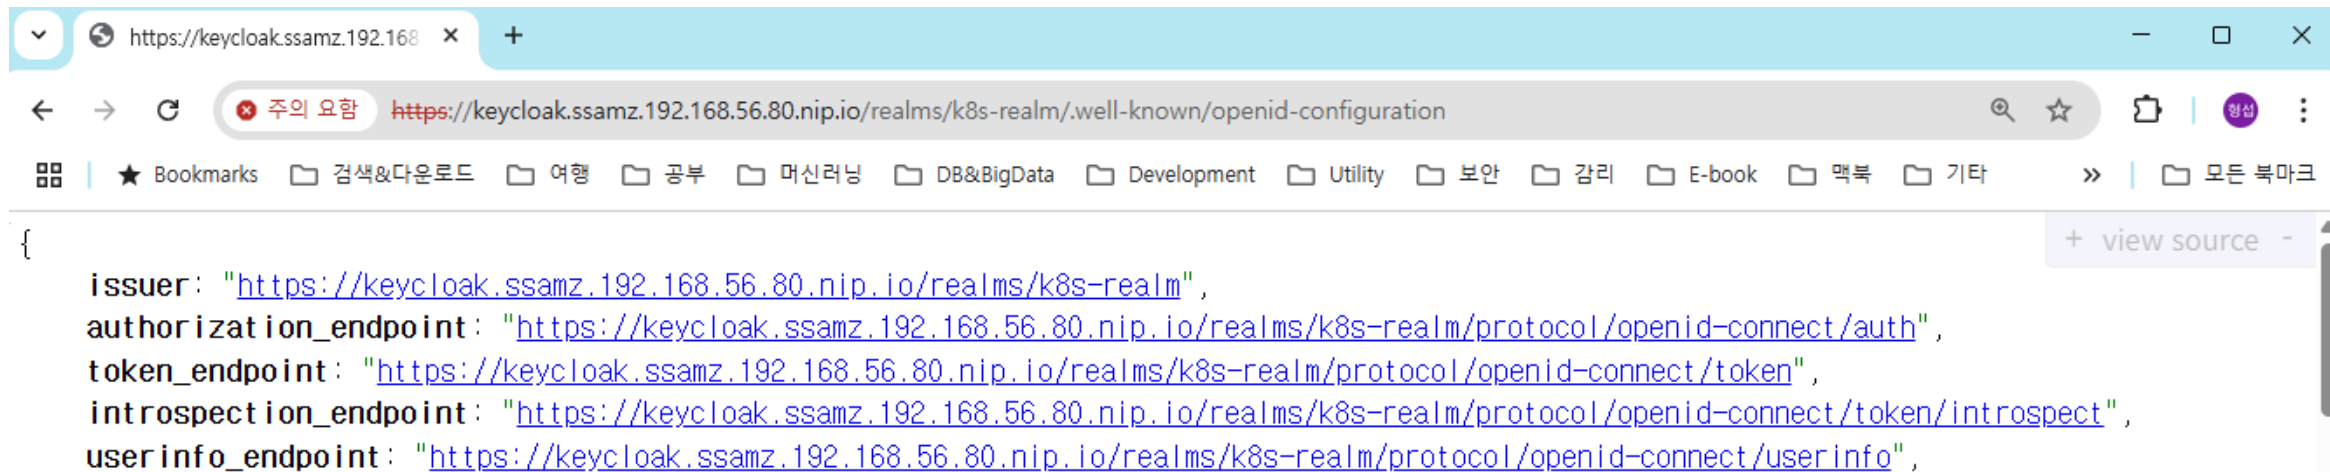 https://keycloak.ssamz.192.168
주의 요함 https://keycloak.ssamz.192.168.56.80.nip.io/realms/k8s-realm/.well-known/openid-configuration 형섭
Bookmarks 검색&다운로드 여행 공부 머신러닝 DB&BigData Development Utility 보안 감리 E-book 맥북 기타 » 모든 북마크
+ view source -
{
issuer: "https://keycloak.ssamz.192.168.56.80.nip.io/realms/k8s-realm",
authorization_endpoint: "https://keycloak.ssamz.192.168.56.80.nip.io/realms/k8s-realm/protocol/openid-connect/auth",
token_endpoint: "https://keycloak.ssamz.192.168.56.80.nip.io/realms/k8s-realm/protocol/openid-connect/token",
introspection_endpoint: "https://keycloak.ssamz.192.168.56.80.nip.io/realms/k8s-realm/protocol/openid-connect/token/introspect",
userinfo_endpoint: "https://keycloak.ssamz.192.168.56.80.nip.io/realms/k8s-realm/protocol/openid-connect/userinfo",